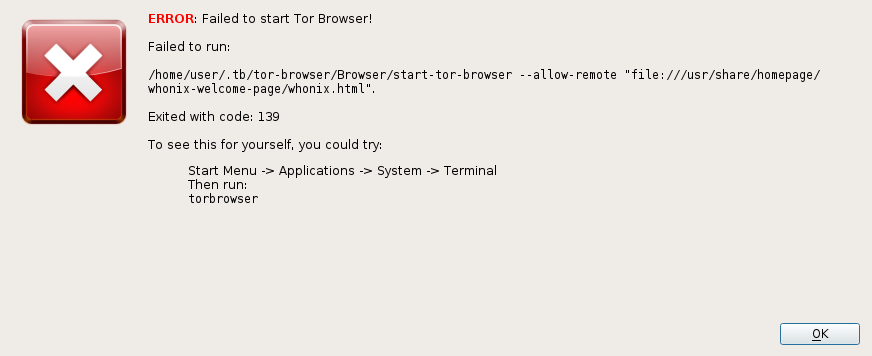 ERROR: Failed to start Tor Browser!
Failed to run:
/home/user/.tb/tor-browser/Browser/start-tor-browser --allow-remote "file:///usr/share/homepage/
whonix-welcome-page/whonix.html".
Exited with code: 139
To see this for yourself, you could try:
Start Menu -> Applications -> System -> Terminal
Then run:
torbrowser
OK